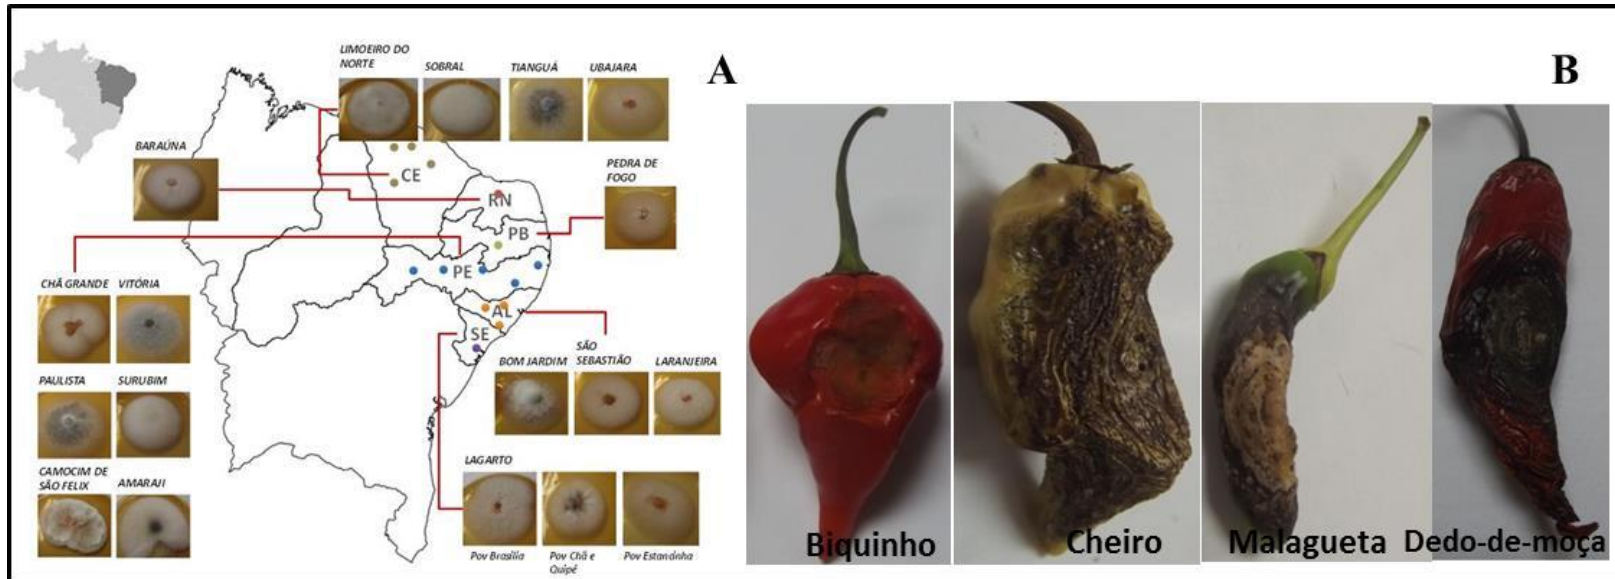 A
B
LIMOEIRO DO
NORTE
SOBRAL
TIANGUÁ
UBAJARA
BARAÚNA
CE
RN
PEDRA DE
FOGO
PB
PE
CHÃ GRANDE
VITÓRIA
AL
SE
PAULISTA
SURUBIM
BOM JARDIM
SÃO
SEBASTIÃO
LARANJEIRA
CAMOCIM DE
SÃO FELIX
AMARAJI
LAGARTO
Pov Brasília
Pov Chã e
Quipé
Pov Estancinha
Biquinho
Cheiro
Malagueta
Dedo-de-moça